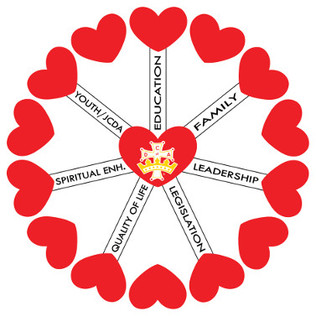 EDUCATION
FAMILY
LEADERSHIP
LEGISLATION
QUALITY OF LIFE
SPIRITUAL ENH.
YOUTH/JCDA
C
D
A